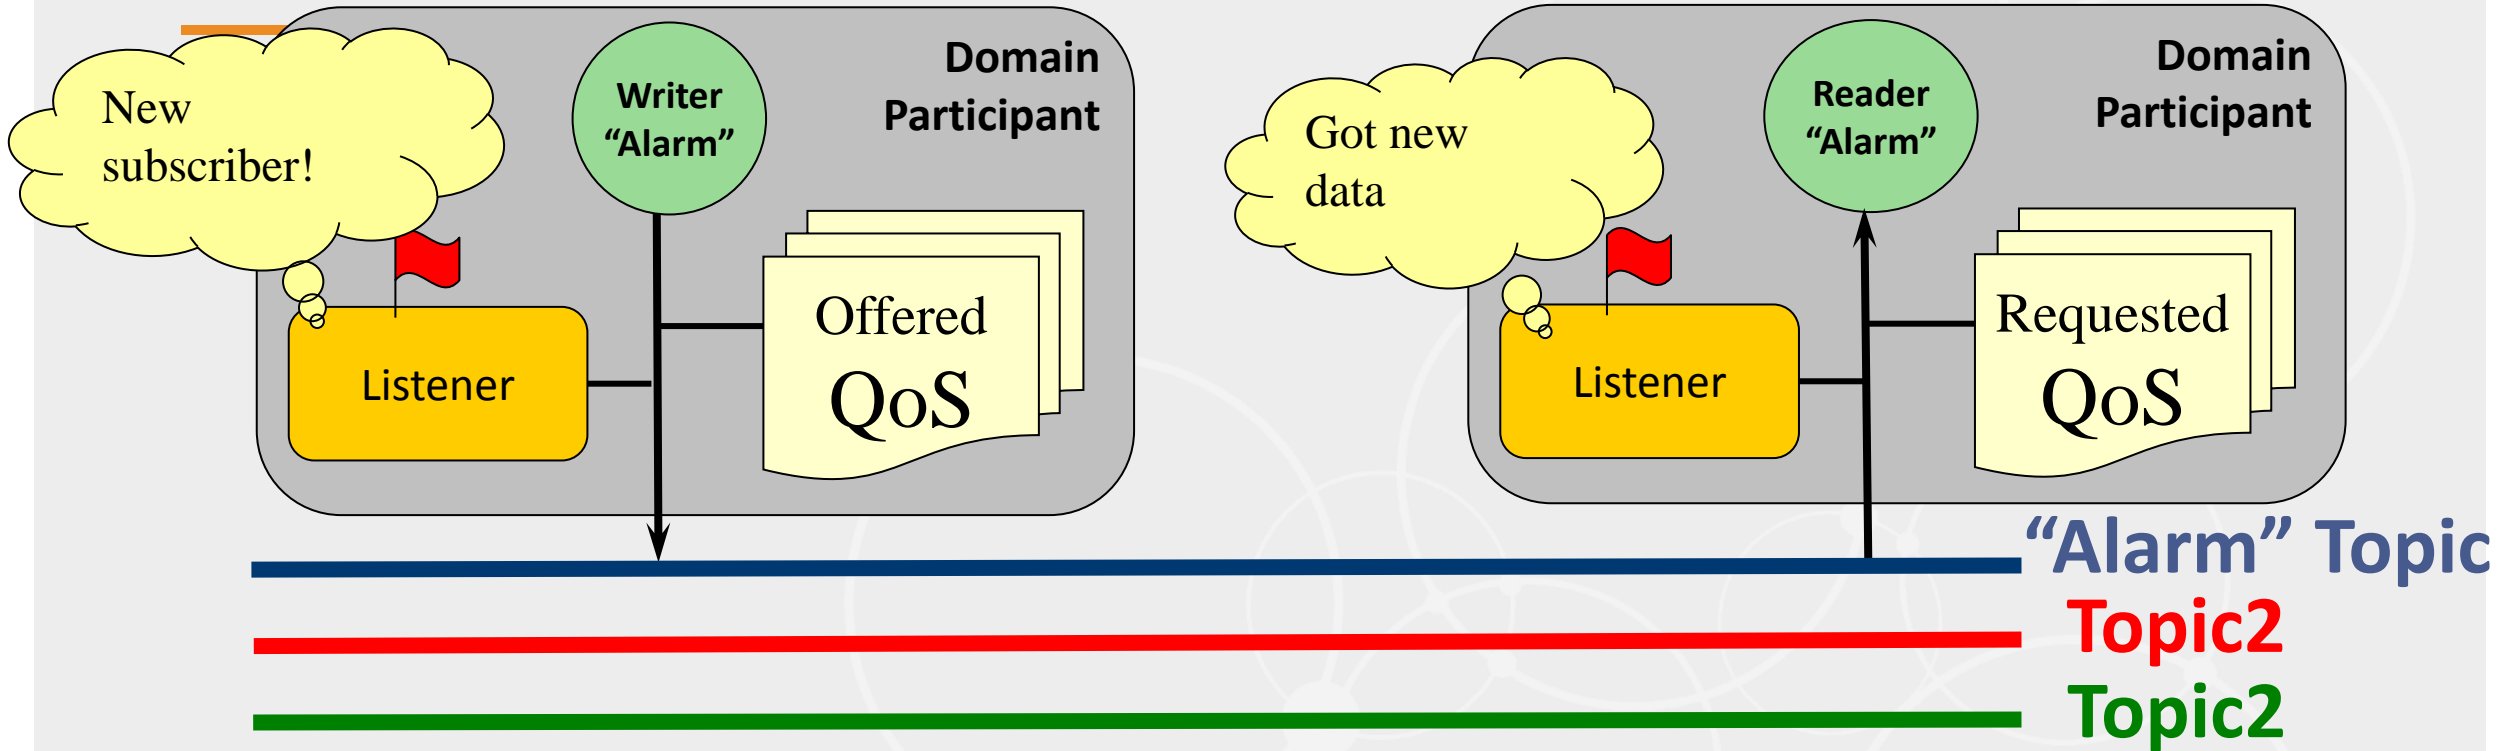 New
subscriber!
Writer
“Alarm”
Domain
Participant
Listener
Offered
QoS
Got new
data
Reader
“Alarm”
Domain
Participant
Listener
Requested
QoS
“Alarm” Topic
Topic2
Topic2